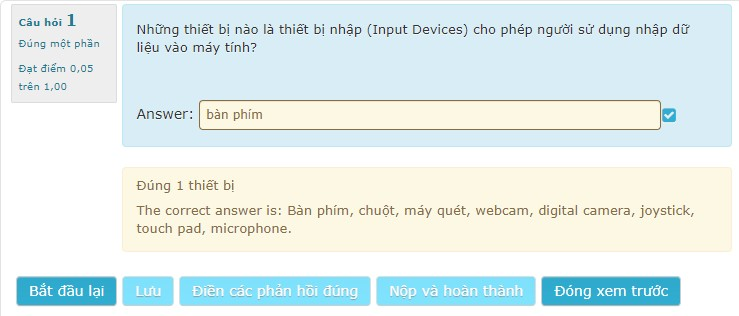 Câu hỏi 1
Đúng một phần
Đạt điểm 0,05
trên 1,00
Những thiết bị nào là thiết bị nhập (Input Devices) cho phép người sử dụng nhập dữ
liệu vào máy tính?
Answer: bàn phím
Đúng 1 thiết bị
The correct answer is: Bàn phím, chuột, máy quét, webcam, digital camera, joystick,
touch pad, microphone.
Bắt đầu lại Lưu Điền các phản hồi đúng Nộp và hoàn thành Đóng xem trước